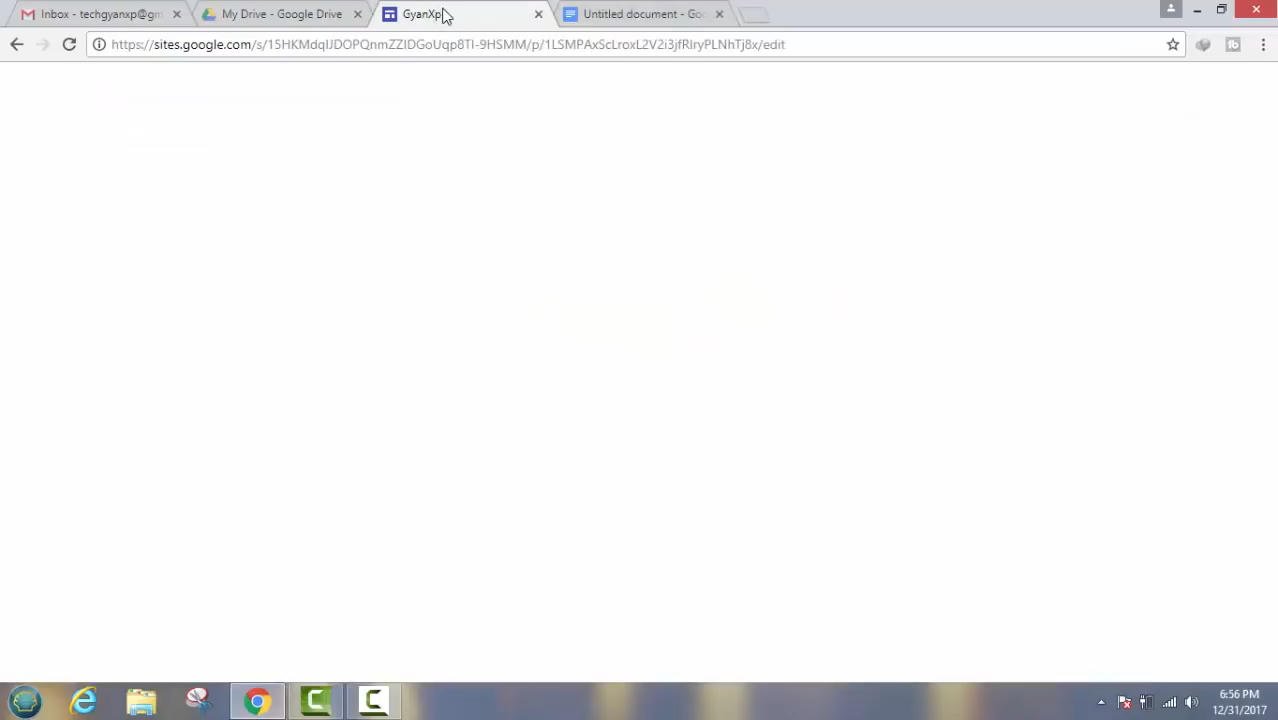 Inbox - techgyanxp@gm
My Drive - Google Drive
GyanXp
Untitled document - Goo
https://sites.google.com/s/15HKMdqIJDOPQnmZZIDGoUqp8TI-9HSMM/p/1LSMPAxScLroxL2V2i3jfRIryPLNhTj8x/edit
6:56 PM
12/31/2017